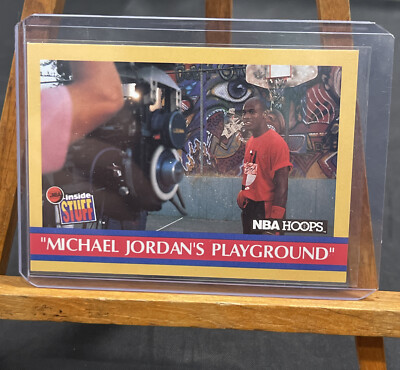 inside
STUFF
NBA HOOPS
"MICHAEL JORDAN'S PLAYGROUND"